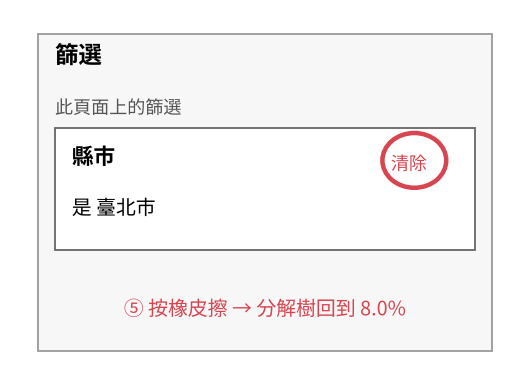 篩選
此頁面上的篩選
縣市
清除
是 臺北市
⑤ 按橡皮擦 → 分解樹回到 8.0%